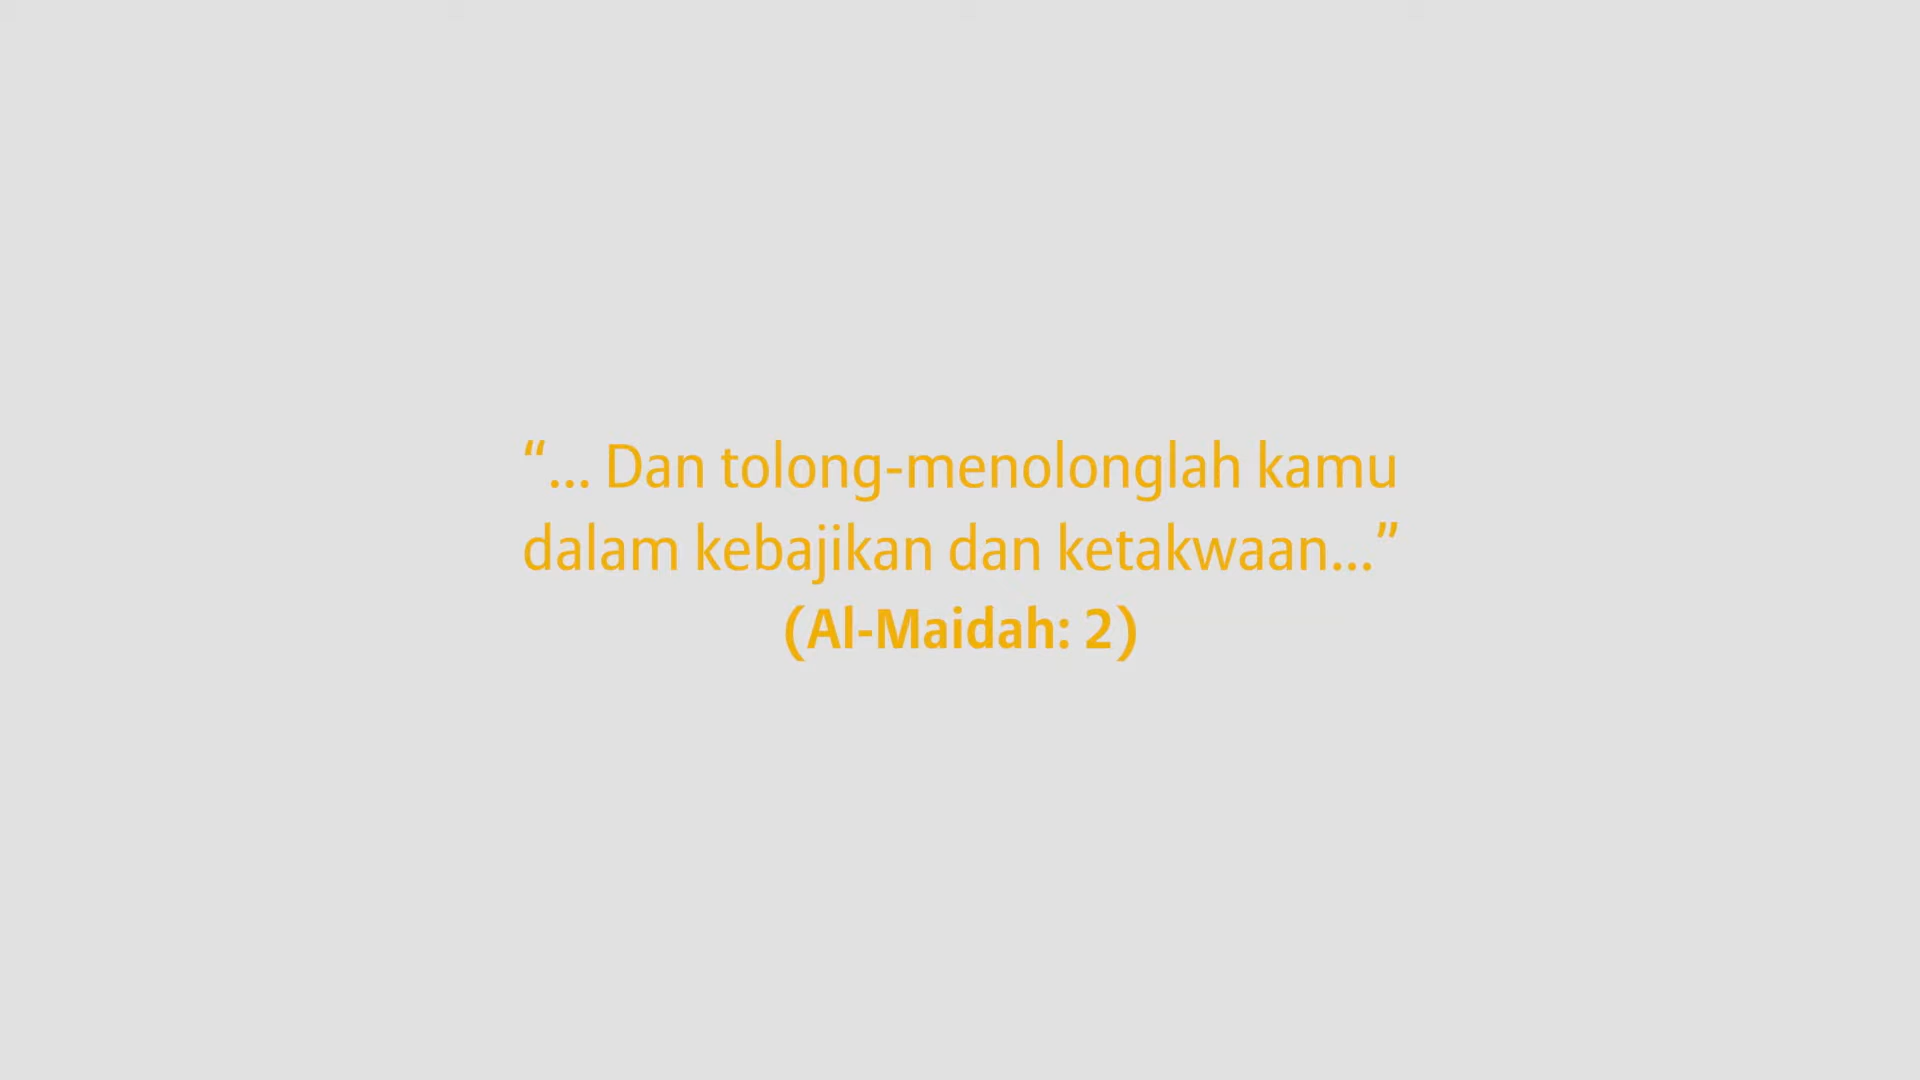 “... Dan tolong-menolonglah kamu
dalam kebajikan dan ketakwaan...”
(Al-Maidah: 2)